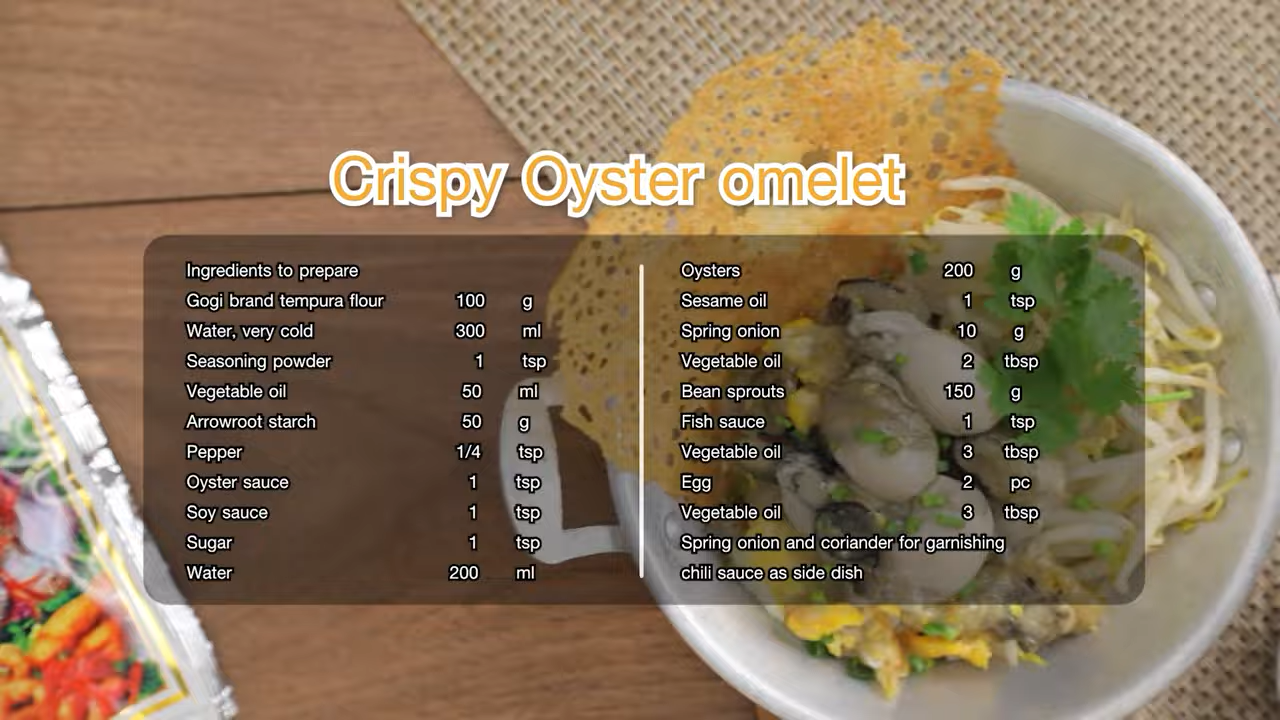 Crispy Oyster omelet
Ingredients to prepare
Gogi brand tempura flour 100 g
Water, very cold 300 ml
Seasoning powder 1 tsp
Vegetable oil 50 ml
Arrowroot starch 50 g
Pepper 1/4 tsp
Oyster sauce 1 tsp
Soy sauce 1 tsp
Sugar 1 tsp
Water 200 ml
Oysters 200 g
Sesame oil 1 tsp
Spring onion 10 g
Vegetable oil 2 tbsp
Bean sprouts 150 g
Fish sauce 1 tsp
Vegetable oil 3 tbsp
Egg 2 pc
Vegetable oil 3 tbsp
Spring onion and coriander for garnishing
chili sauce as side dish